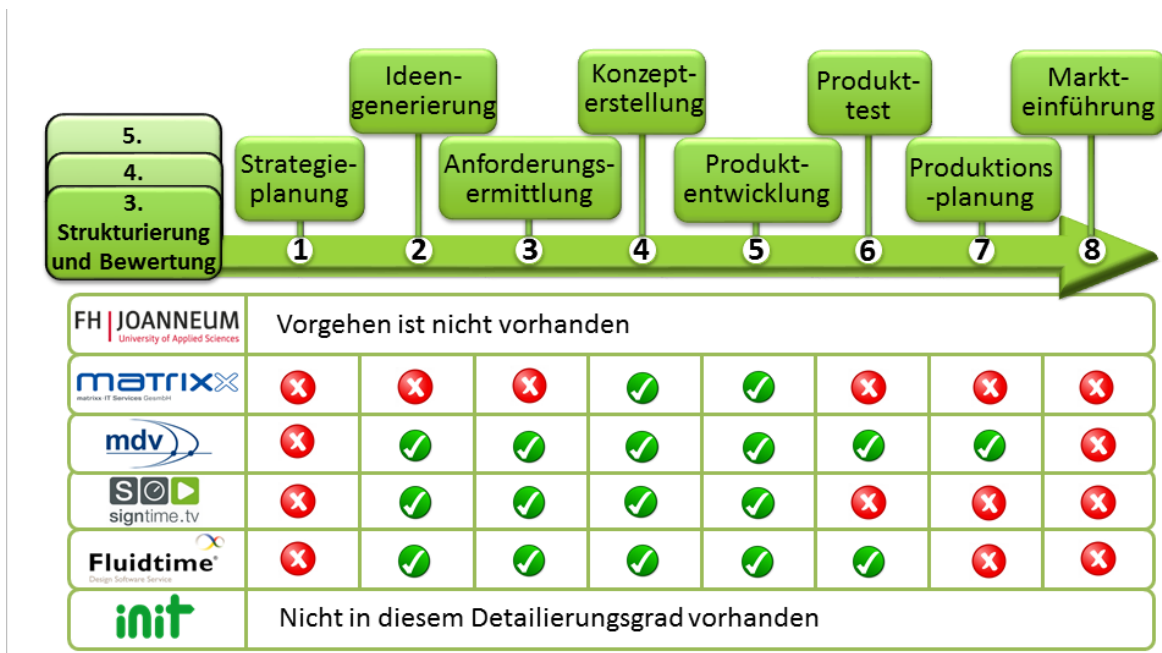 Ideen-
generierung
Konzept-
erstellung
Produkt-
test
Markt-
einführung
5.
4.
3.
Strukturierung
und Bewertung
Strategie-
planung
Anforderungs-
ermittlung
Produkt-
entwicklung
Produktions
-planung
1 2 3 4 5 6 7 8
FH | JOANNEUM
University of Applied Sciences
Vorgehen ist nicht vorhanden
matrixx
matrixx IT Services GesmbH
mdv
S
signtime.tv
Fluidtime
Design Software Service
init
Nicht in diesem Detailierungsgrad vorhanden